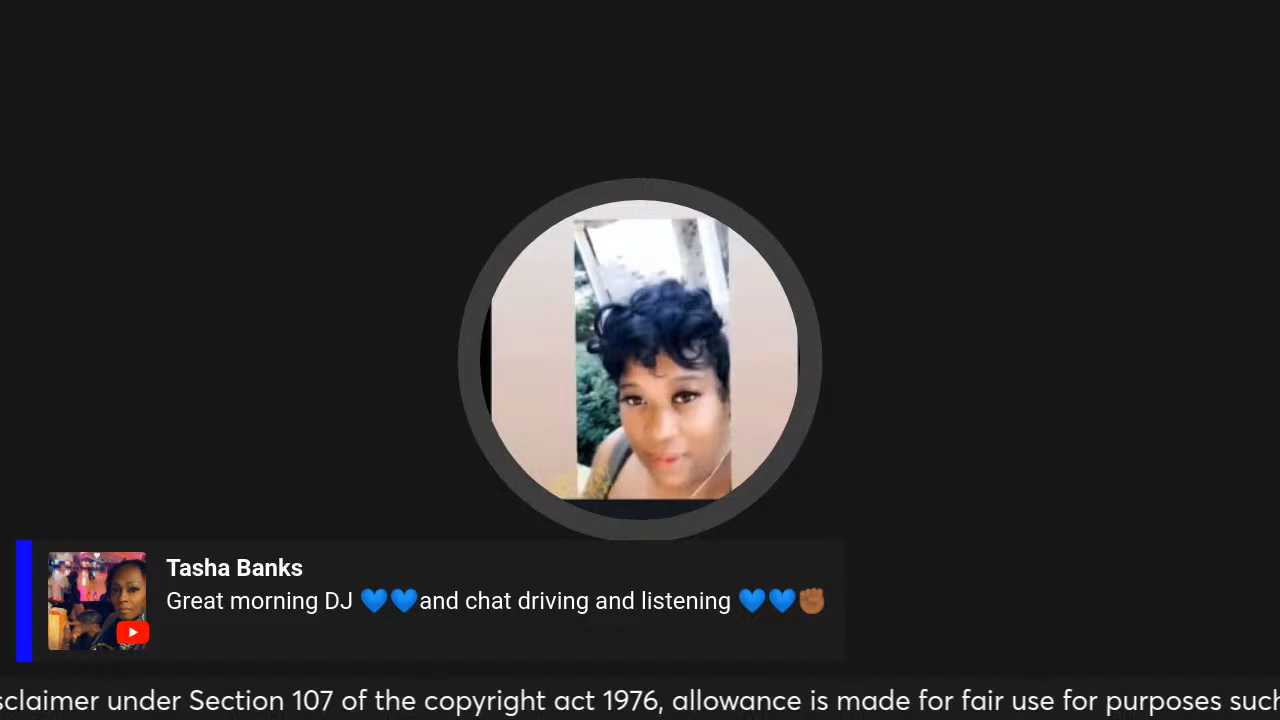 Tasha Banks
Great morning DJ 💙💙and chat driving and listening 💙💙✊🏾
sclaimer under Section 107 of the copyright act 1976, allowance is made for fair use for purposes such